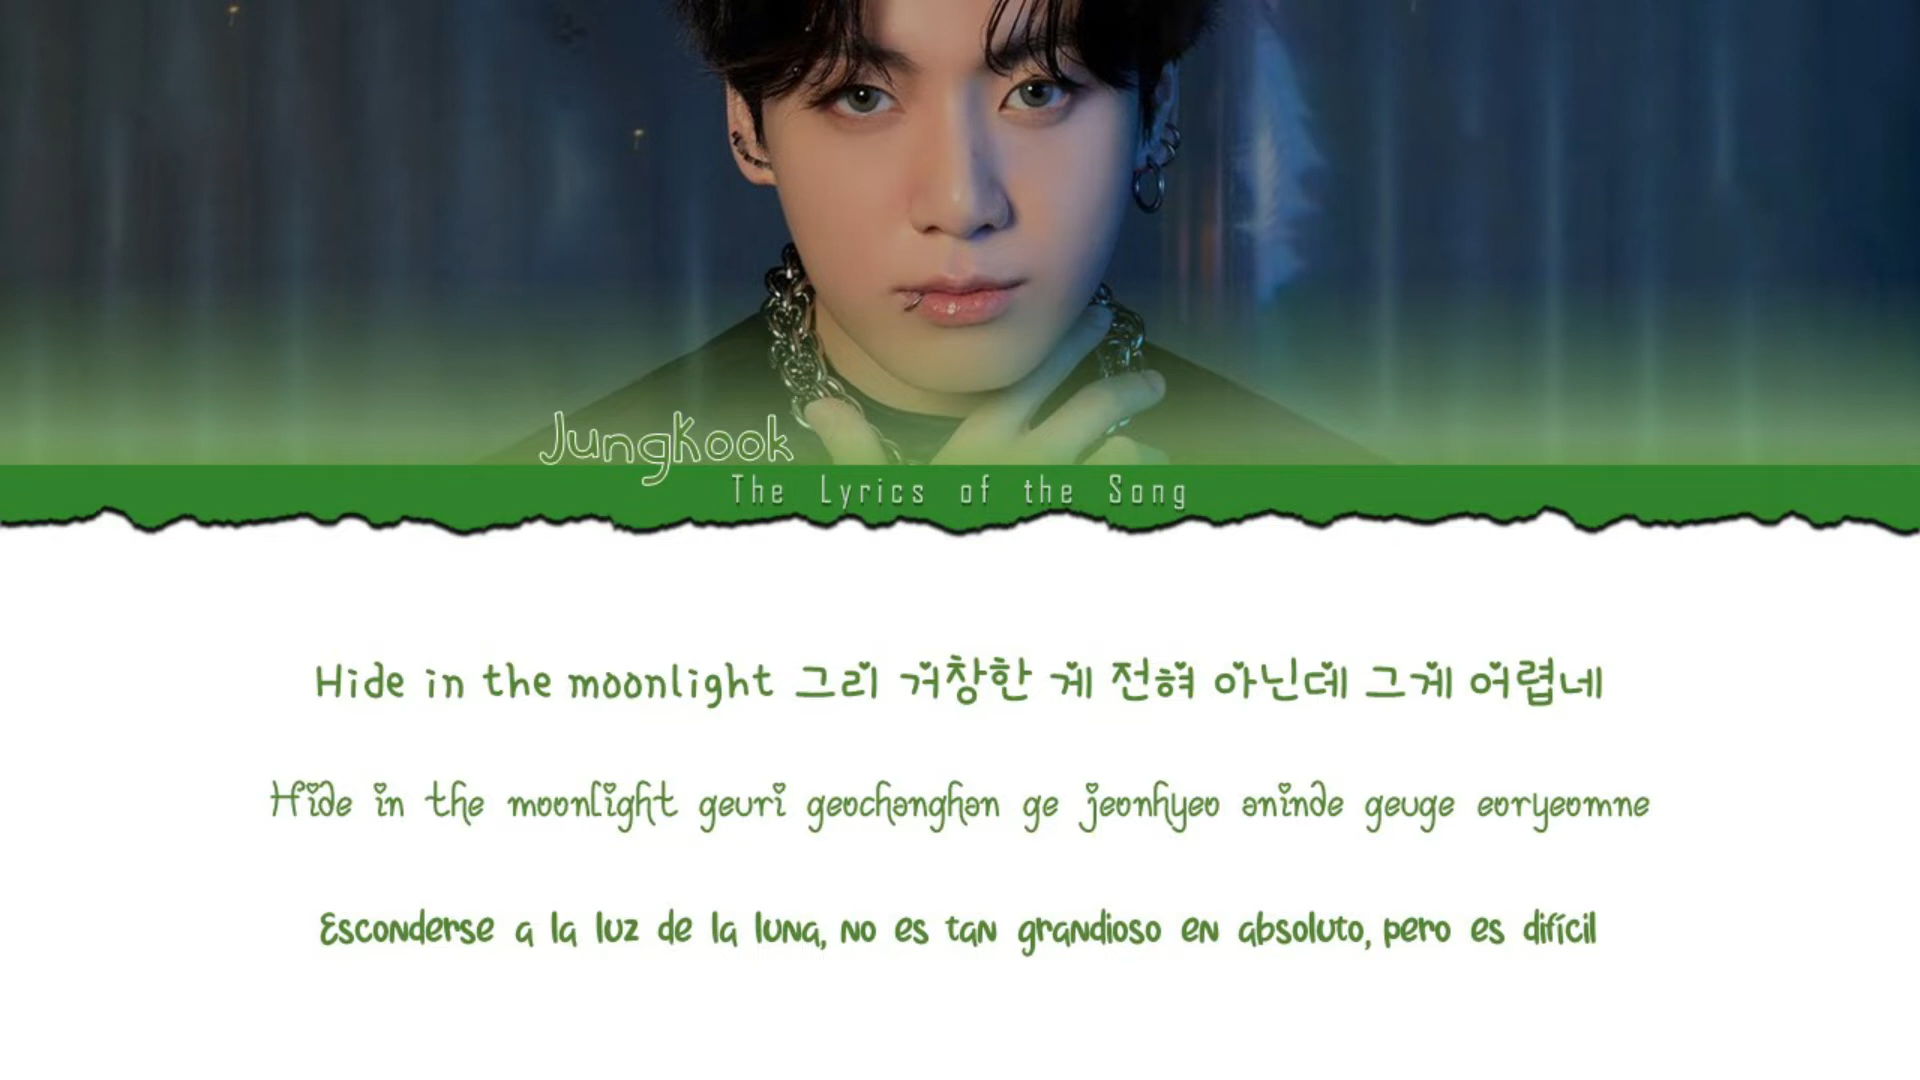 JungKook
The Lyrics of the Song
Hide in the moonlight 그리 거창한 게 전혀 아닌데 그게 어렵네
Hide in the moonlight geuri geochanghan ge jeonhyeo aninde geuge eoryeomne
Esconderse a la luz de la luna, no es tan grandioso en absoluto, pero es difícil